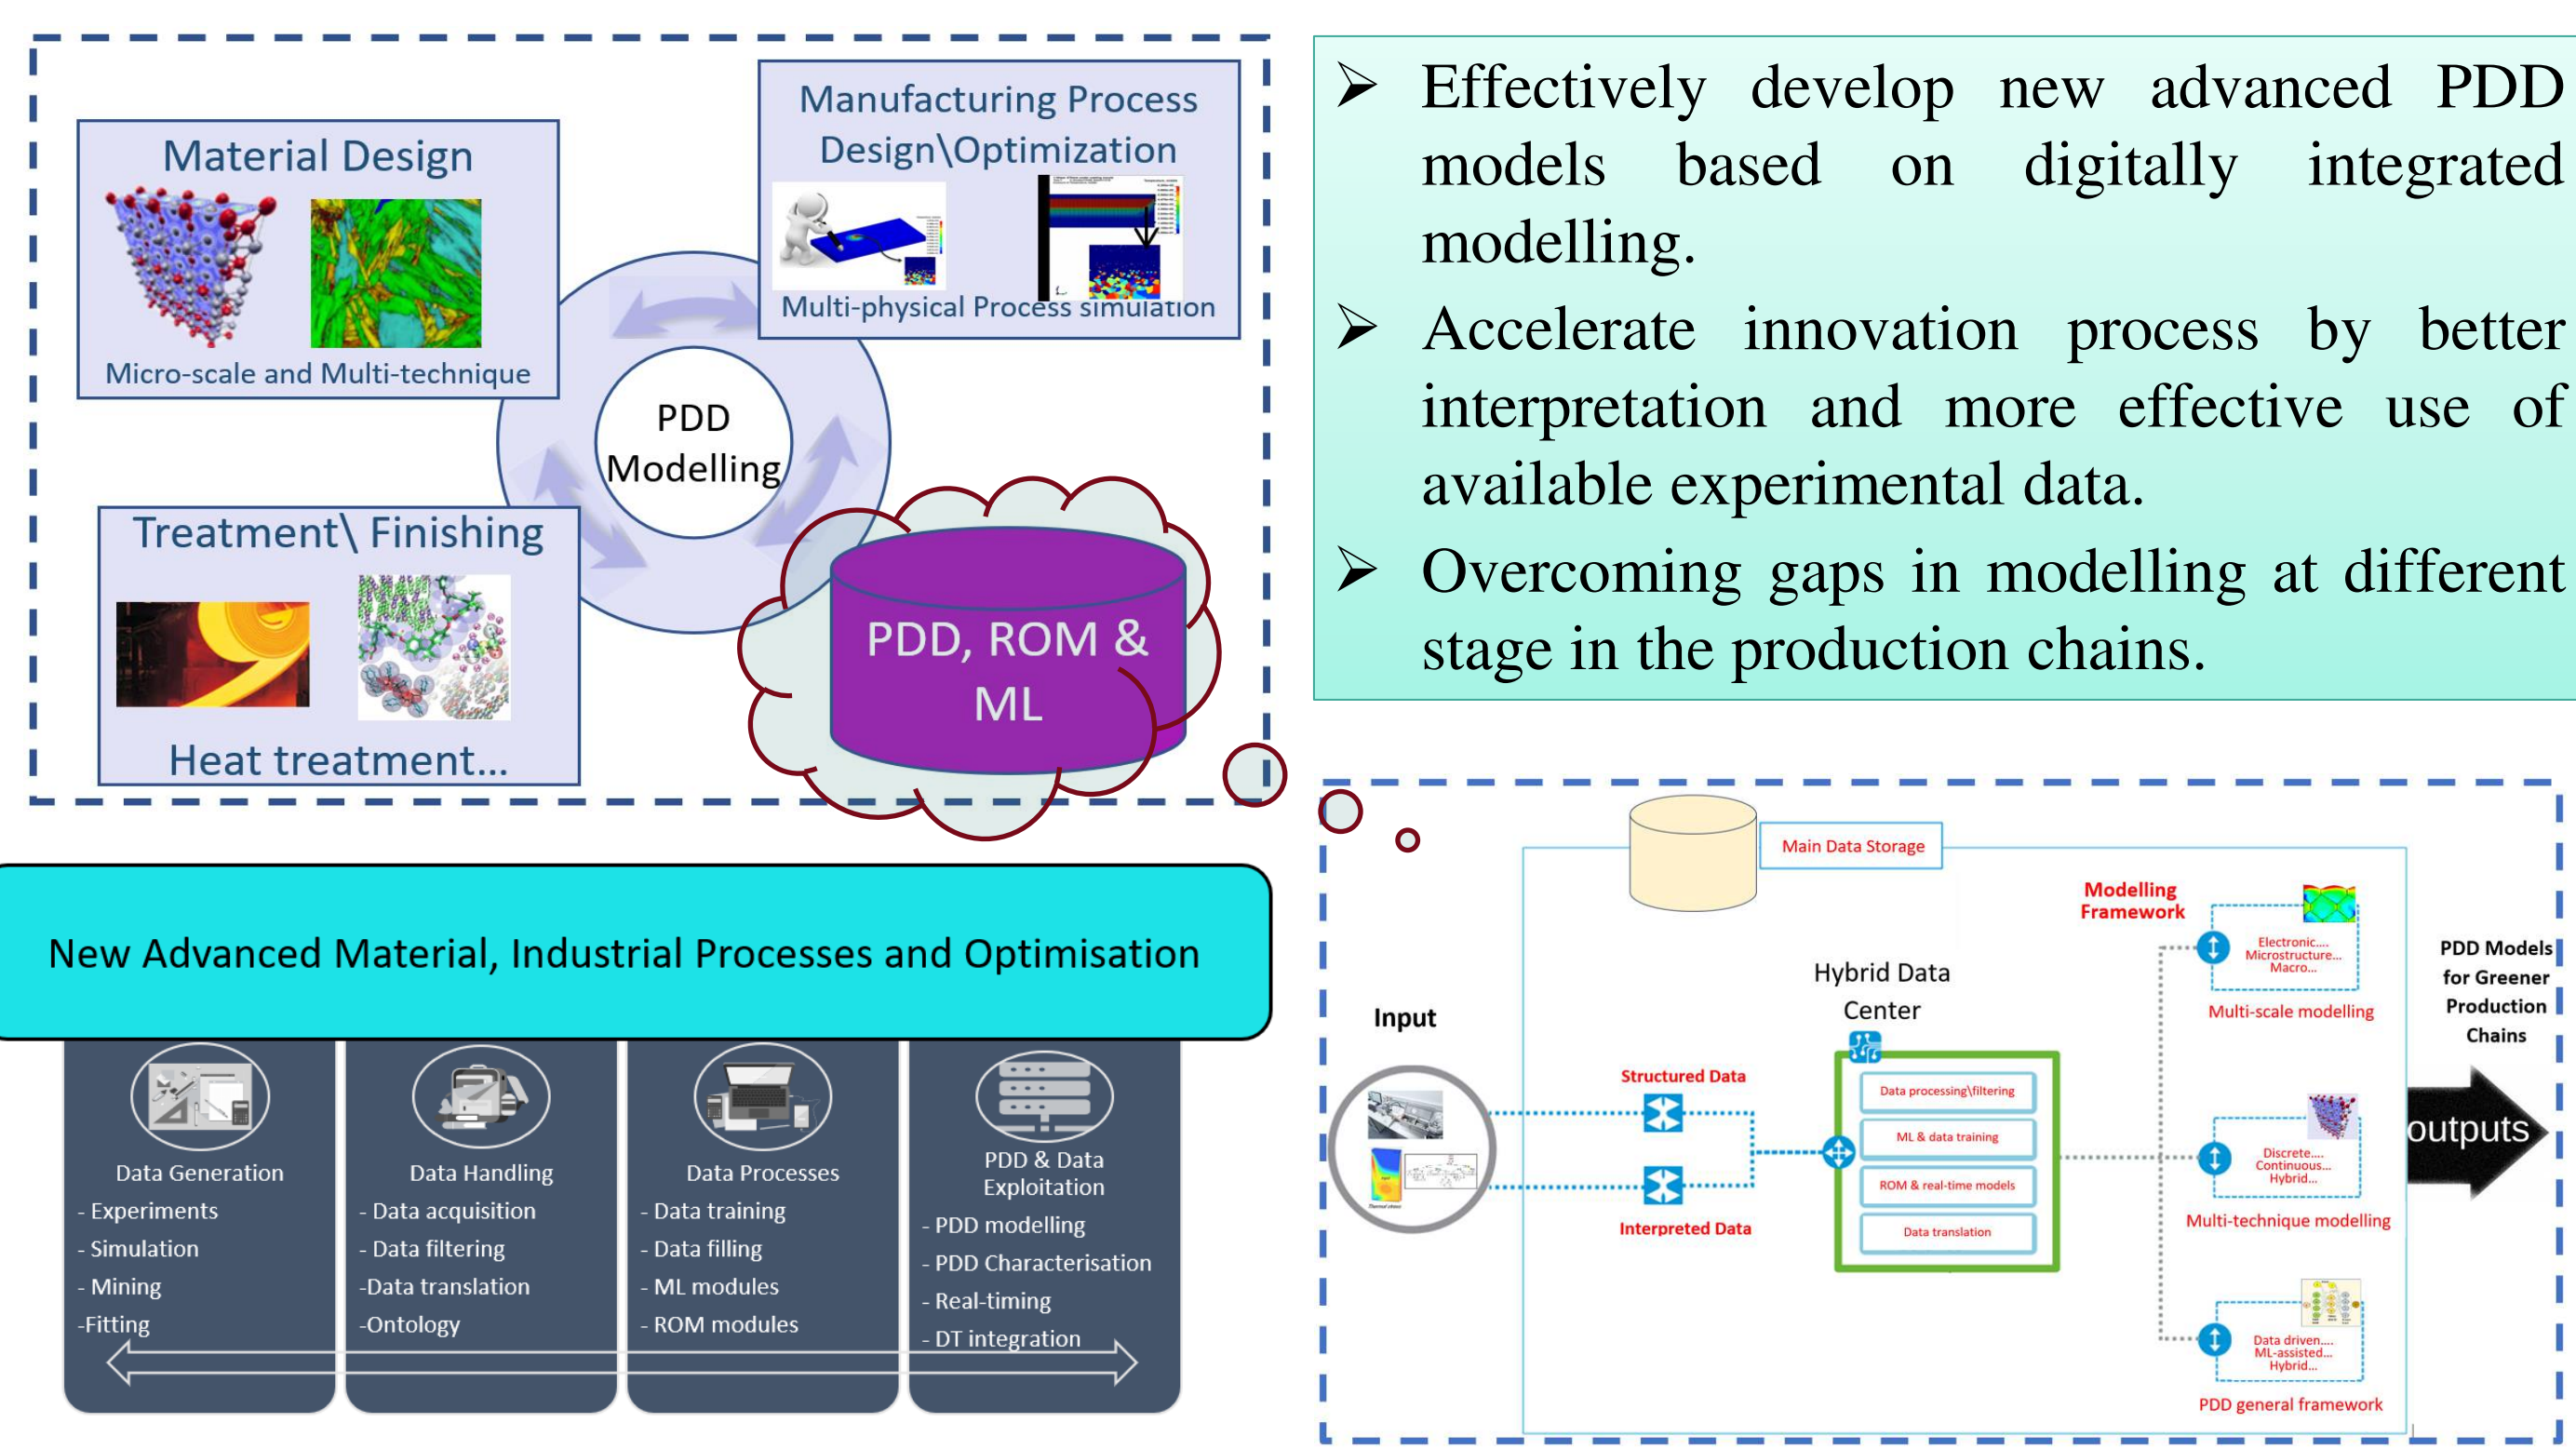 Material Design
Micro-scale and Multi-technique
Manufacturing Process
Design\Optimization
Multi-physical Process simulation
PDD
Modelling
Treatment\ Finishing
Heat treatment...
PDD, ROM &
ML
➢ Effectively develop new advanced PDD
models based on digitally integrated
modelling.
➢ Accelerate innovation process by better
interpretation and more effective use of
available experimental data.
➢ Overcoming gaps in modelling at different
stage in the production chains.
New Advanced Material, Industrial Processes and Optimisation
Data Generation
- Experiments
- Simulation
- Mining
-Fitting
Data Handling
- Data acquisition
- Data filtering
-Data translation
-Ontology
Data Processes
- Data training
- Data filling
- ML modules
- ROM modules
PDD & Data
Exploitation
- PDD modelling
- PDD Characterisation
- Real-timing
- DT integration
Main Data Storage
Input
Structured Data
Interpreted Data
Hybrid Data
Center
Data processing\filtering
ML & data training
ROM & real-time models
Data translation
Modelling
Framework
Electronic....
Microstructure...
Macro...
Multi-scale modelling
Discrete....
Continuous...
Hybrid...
Multi-technique modelling
Data driven....
ML-assisted...
Hybrid...
PDD general framework
PDD Models
for Greener
Production
Chains
outputs